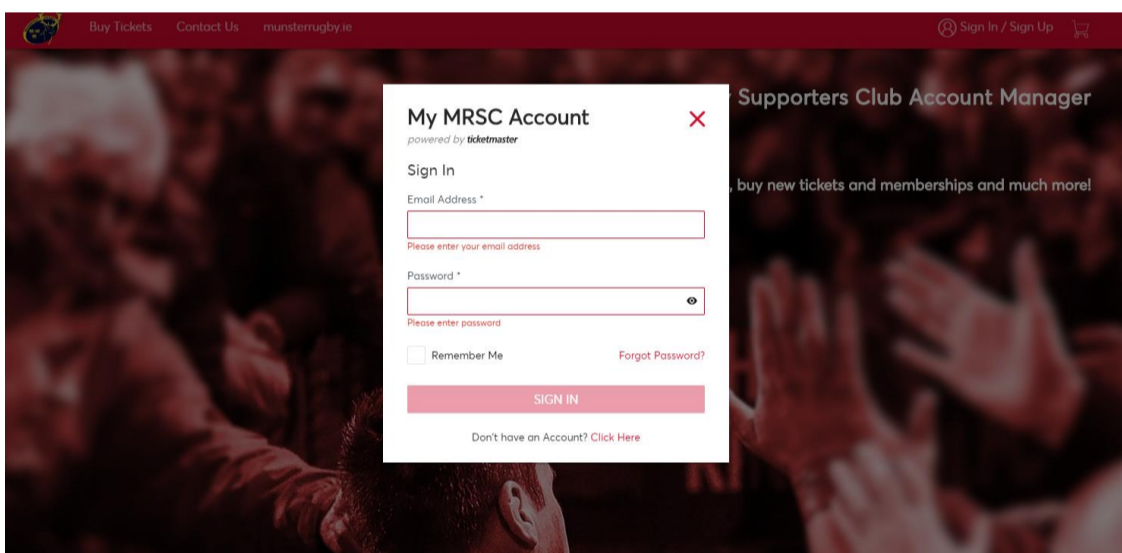 Buy Tickets Contact Us munsterrugby.ie Sign In / Sign Up
Supporters Club Account Manager
, buy new tickets and memberships and much more!
My MRSC Account
powered by ticketmaster
Sign In
Email Address *
Please enter your email address
Password *
Please enter password
Remember Me Forgot Password?
SIGN IN
Don't have an Account? Click Here